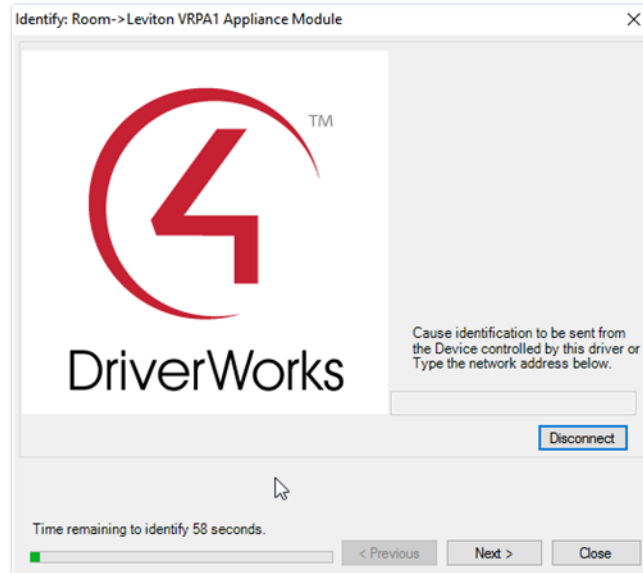 Identify: Room->Leviton VRPA1 Appliance Module
TM
4
DriverWorks
Cause identification to be sent from
the Device controlled by this driver or
Type the network address below.
Disconnect
Time remaining to identify 58 seconds.
< Previous
Next >
Close